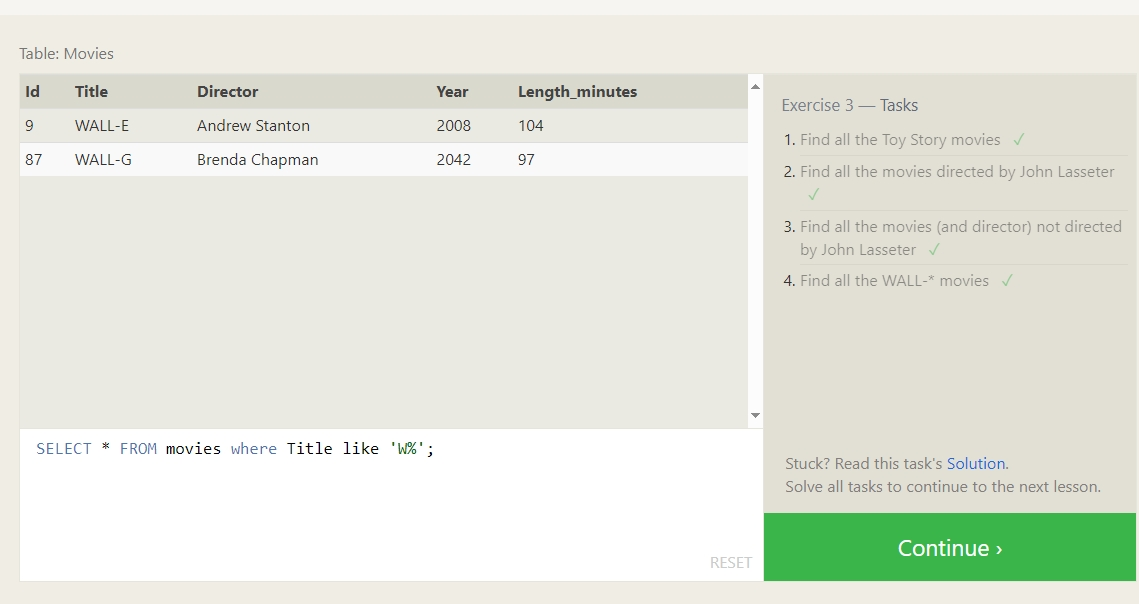 Table: Movies
Id Title Director Year Length_minutes
9 WALL-E Andrew Stanton 2008 104
87 WALL-G Brenda Chapman 2042 97
SELECT * FROM movies where Title like 'W%';
RESET
Exercise 3 — Tasks
1. Find all the Toy Story movies ✓
2. Find all the movies directed by John Lasseter
✓
3. Find all the movies (and director) not directed
by John Lasseter ✓
4. Find all the WALL-* movies ✓
Stuck? Read this task's Solution.
Solve all tasks to continue to the next lesson.
Continue ›